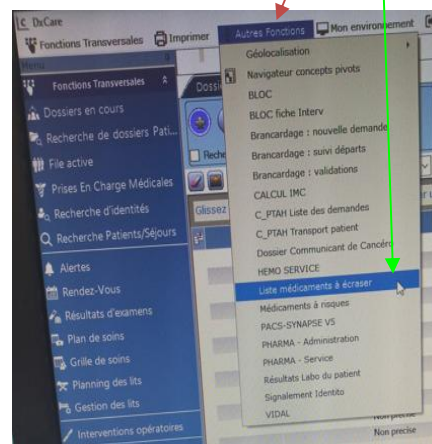 DxCare
Fonctions Transversales
Imprimer
Autres Fonctions
Mon environnement
Menu
Fonctions Transversales
Dossiers en cours
Recherche de dossiers Pati...
File active
Prises En Charge Médicales
Recherche d'identités
Recherche Patients/Séjours
Alertes
Rendez-Vous
Résultats d'examens
Plan de soins
Grille de soins
Planning des lits
Gestion des lits
Interventions opératoires
Dossi
Reche
Glissez
Géolocalisation
Navigateur concepts pivots
BLOC
BLOC fiche Interv
Brancardage : nouvelle demande
Brancardage : suivi départs
Brancardage : validations
CALCUL IMC
C_PTAH Liste des demandes
C_PTAH Transport patient
Dossier Communicant de Cancéro
HEMO SERVICE
Liste médicaments à écraser
Médicaments à risques
PACS-SYNAPSE V5
PHARMA - Administration
PHARMA - Service
Résultats Labo du patient
Signalement Identito
VIDAL
Non précisé